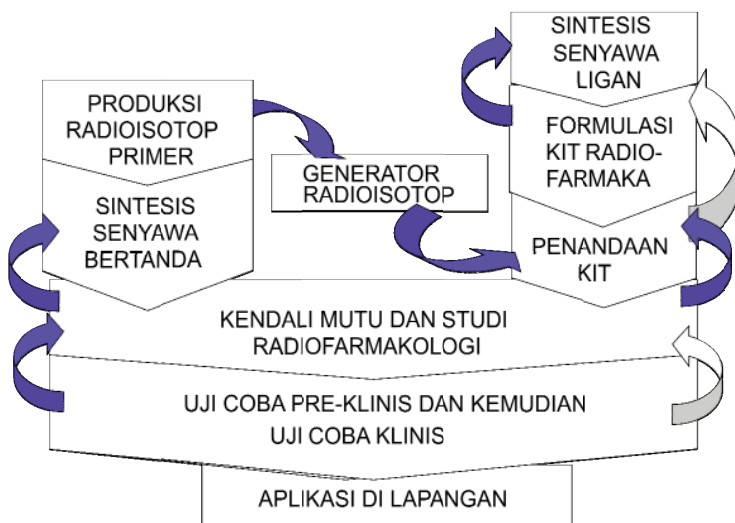 PRODUKSI
RADIOISOTOP
PRIMER
SINTESIS
SENYAWA
BERTANDA
GENERATOR
RADIOISOTOP
SINTESIS
SENYAWA
LIGAN
FORMULASI
KIT RADIO-
FARMAKA
PENANDAAN
KIT
KENDALI MUTU DAN STUDI
RADIOFARMAKOLOGI
UJI COBA PRE-KLINIS DAN KEMUDIAN
UJI COBA KLINIS
APLIKASI DI LAPANGAN